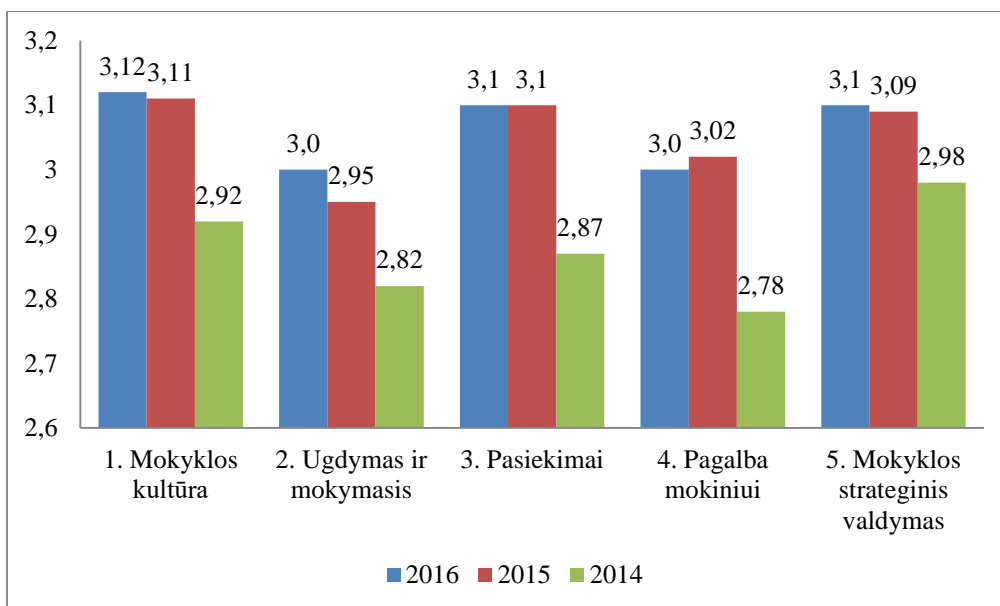 3,2
3,1
3
2,9
2,8
2,7
2,6
3,12
3,11
2,92
3,0
2,95
2,82
3,1
3,1
2,87
3,0
3,02
2,78
3,1
3,09
2,98
1. Mokyklos
kultūra
2. Ugdymas ir
mokymasis
3. Pasiekimai
4. Pagalba
mokiniui
5. Mokyklos
strateginis
valdymas
2016 2015 2014